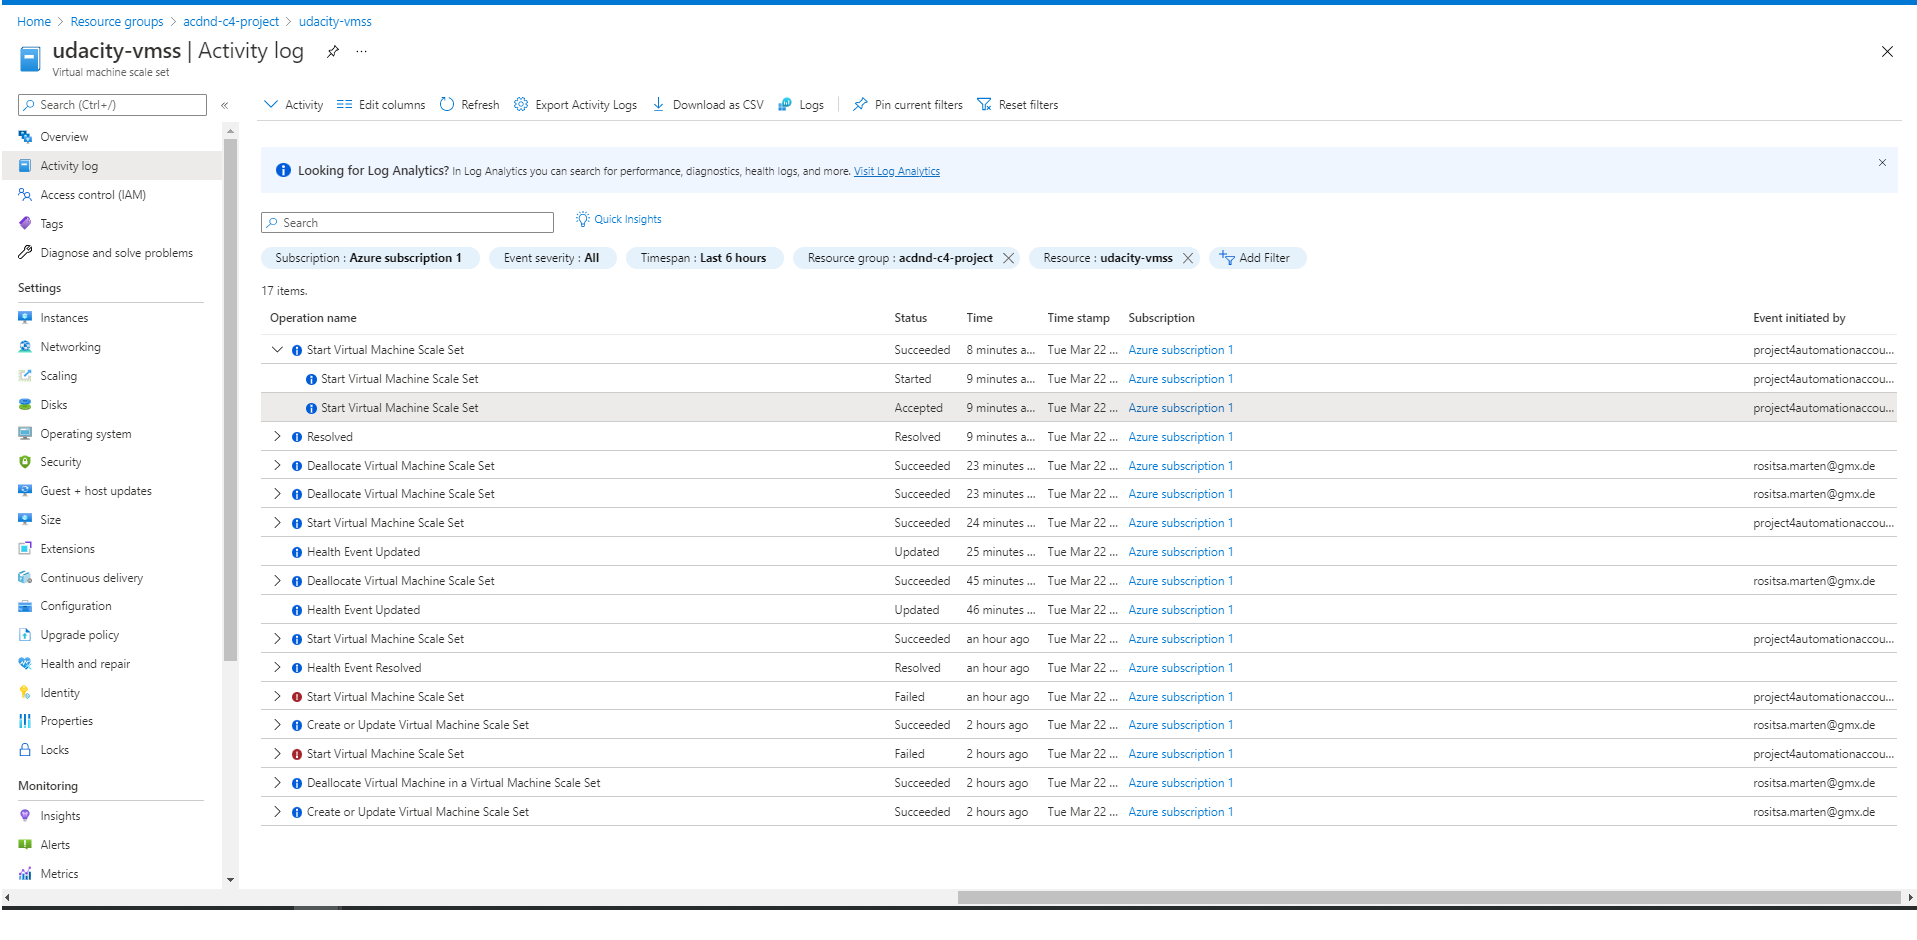 Home > Resource groups > acdnd-c4-project > udacity-vmss
udacity-vmss | Activity log ...
Virtual machine scale set
Search (Ctrl+/) «
Overview
Activity log
Access control (IAM)
Tags
Diagnose and solve problems
Settings
Instances
Networking
Scaling
Disks
Operating system
Security
Guest + host updates
Size
Extensions
Continuous delivery
Configuration
Upgrade policy
Health and repair
Identity
Properties
Locks
Monitoring
Insights
Alerts
Metrics
Activity Edit columns Refresh Export Activity Logs Download as CSV Logs Pin current filters Reset filters
Looking for Log Analytics? In Log Analytics you can search for performance, diagnostics, health logs, and more. Visit Log Analytics
Search Quick Insights
Subscription : Azure subscription 1 Event severity : All Timespan : Last 6 hours Resource group : acdnd-c4-project Resource : udacity-vmss Add Filter
17 items.
Operation name Status Time Time stamp Subscription Event initiated by
Start Virtual Machine Scale Set Succeeded 8 minutes a... Tue Mar 22 ... Azure subscription 1 project4automationaccou...
Start Virtual Machine Scale Set Started 9 minutes a... Tue Mar 22 ... Azure subscription 1 project4automationaccou...
Start Virtual Machine Scale Set Accepted 9 minutes a... Tue Mar 22 ... Azure subscription 1 project4automationaccou...
Resolved Resolved 9 minutes a... Tue Mar 22 ... Azure subscription 1
Deallocate Virtual Machine Scale Set Succeeded 23 minutes ... Tue Mar 22 ... Azure subscription 1 rositsa.marten@gmx.de
Deallocate Virtual Machine Scale Set Succeeded 23 minutes ... Tue Mar 22 ... Azure subscription 1 rositsa.marten@gmx.de
Start Virtual Machine Scale Set Succeeded 24 minutes ... Tue Mar 22 ... Azure subscription 1 project4automationaccou...
Health Event Updated Updated 25 minutes ... Tue Mar 22 ... Azure subscription 1
Deallocate Virtual Machine Scale Set Succeeded 45 minutes ... Tue Mar 22 ... Azure subscription 1 rositsa.marten@gmx.de
Health Event Updated Updated 46 minutes ... Tue Mar 22 ... Azure subscription 1
Start Virtual Machine Scale Set Succeeded an hour ago Tue Mar 22 ... Azure subscription 1 project4automationaccou...
Health Event Resolved Resolved an hour ago Tue Mar 22 ... Azure subscription 1
Start Virtual Machine Scale Set Failed an hour ago Tue Mar 22 ... Azure subscription 1 project4automationaccou...
Create or Update Virtual Machine Scale Set Succeeded 2 hours ago Tue Mar 22 ... Azure subscription 1 rositsa.marten@gmx.de
Start Virtual Machine Scale Set Failed 2 hours ago Tue Mar 22 ... Azure subscription 1 project4automationaccou...
Deallocate Virtual Machine in a Virtual Machine Scale Set Succeeded 2 hours ago Tue Mar 22 ... Azure subscription 1 rositsa.marten@gmx.de
Create or Update Virtual Machine Scale Set Succeeded 2 hours ago Tue Mar 22 ... Azure subscription 1 rositsa.marten@gmx.de